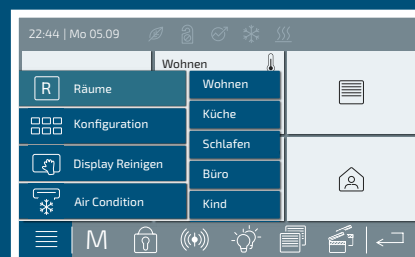 22:44 | Mo 05.09
Wohnen
R Räume
Konfiguration
Display Reinigen
Air Condition
Wohnen
Küche
Schlafen
Büro
Kind
M